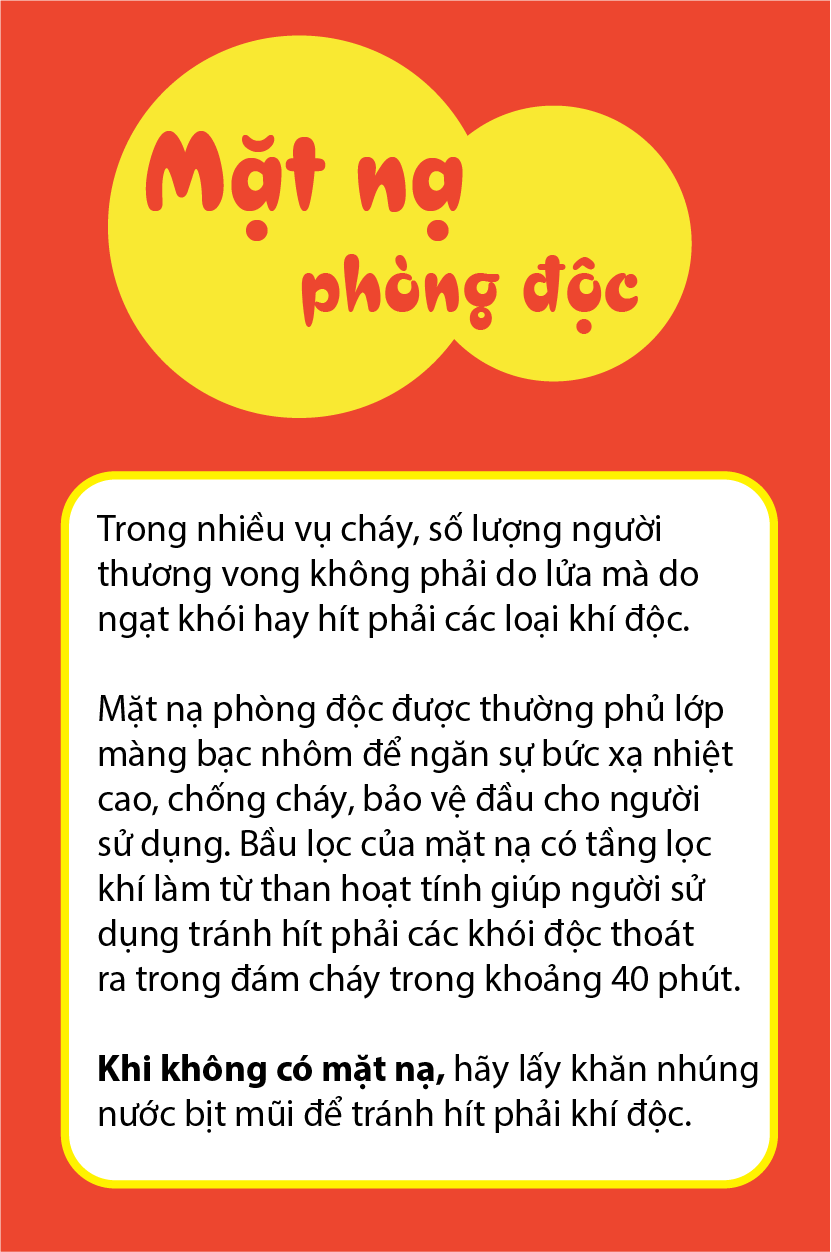 Mặt nạ
phòng độc
Trong nhiều vụ cháy, số lượng người
thương vong không phải do lửa mà do
ngạt khói hay hít phải các loại khí độc.
Mặt nạ phòng độc được thường phủ lớp
màng bạc nhôm để ngăn sự bức xạ nhiệt
cao, chống cháy, bảo vệ đầu cho người
sử dụng. Bầu lọc của mặt nạ có tầng lọc
khí làm từ than hoạt tính giúp người sử
dụng tránh hít phải các khói độc thoát
ra trong đám cháy trong khoảng 40 phút.
Khi không có mặt nạ, hãy lấy khăn nhúng
nước bịt mũi để tránh hít phải khí độc.